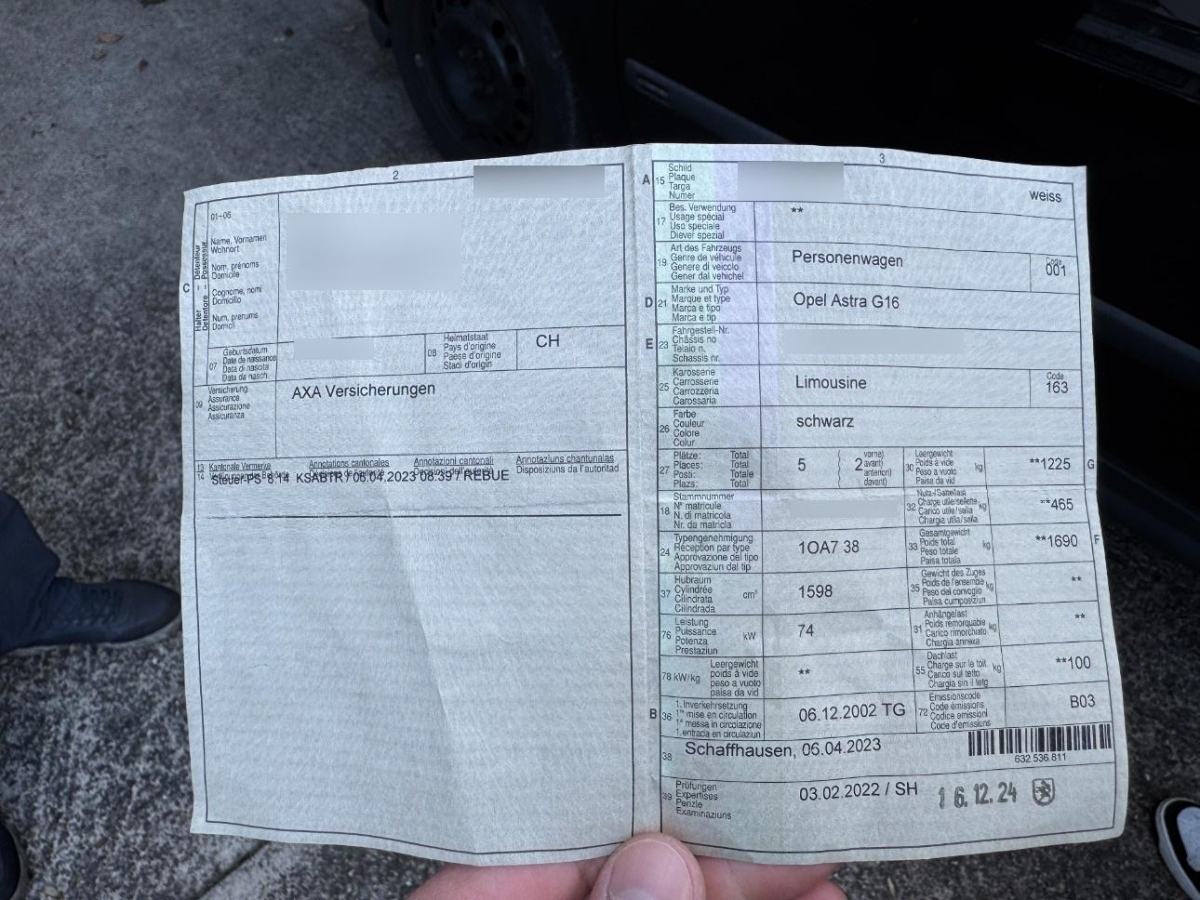 2
01-06
C
Halter - Détenteur
Detentore - Possessur
Name, Vornamen
Wohnort
Nom, prénoms
Domicile
Cognome, nomi
Domicilio
Num, prenums
Domicil
07
Geburtsdatum
Date de naissance
Data di nascita
Data da nasch.
08
Heimatstaat
Pays d'origine
Paese d'origine
Stadi d'origin
CH
09
Versicherung
Assurance
Assicurazione
Assicuranza
AXA Versicherungen
13
14
Kantonale Vermerke
Annotations cantonales
Annotazioni cantonali
Annotaziuns chantunalas
Disposiziuns da l'autoritad
Steuer-PS 8.14 KSABTR / 06.04.2023 08:39 / REBUE
3
A 15
Schild
Plaque
Targa
Numer
weiss
17
Bes. Verwendung
Usage spécial
Uso speciale
Diever spezial
**
19
Art des Fahrzeugs
Genre de véhicule
Genere di veicolo
Gener dal vehichel
Personenwagen
Code
001
D 21
Marke und Typ
Marque et type
Marca e tipo
Marca e tip
Opel Astra G16
E 23
Fahrgestell-Nr.
Châssis no
Telaio n.
Schassis nr.
25
Karosserie
Carrosserie
Carrozzeria
Carossaria
Limousine
Code
163
26
Farbe
Couleur
Colore
Colur
schwarz
27
Plätze: Total
Places: Total
Posti: Totale
Plazs: Total
5
2
vorne)
avant)
anteriori)
davant)
30
Leergewicht
Poids à vide
Peso a vuoto
Paisa da vid
kg
**1225
G
18
Stammnummer
N° matricule
N. di matricola
Nr. da matricla
32
Nutz-/Sattellast
Charge utile/sellette
Carico utile/sella
Chargia utila/sella
kg
**465
24
Typengenehmigung
Réception par type
Approvazione del tipo
Approvaziun dal tip
1OA7 38
33
Gesamtgewicht
Poids total
Peso totale
Paisa totala
kg
**1690
F
37
Hubraum
Cylindrée
Cilindrata
Cilindrada
cm³
1598
35
Gewicht des Zuges
Poids de l'ensemble
Peso del convoglio
Paisa cumposiziun
kg
**
76
Leistung
Puissance
Potenza
Prestaziun
kW
74
31
Anhängelast
Poids remorquable
Carico rimorchiato
Chargia annexa
kg
**
78 kW/kg
Leergewicht
poids à vide
peso a vuoto
paisa da vid
**
55
Dachlast
Charge sur le toit
Carico sul tetto
Chargia sin il tetg
kg
**100
B 36
1. Inverkehrsetzung
1re mise en circulation
1a messa in circolazione
1. entrada en circulaziun
06.12.2002 TG
72
Emissionscode
Code émissions
Codice emissioni
Code d'emissiuns
B03
38
Schaffhausen, 06.04.2023
632.536.811
39
Prüfungen
Expertises
Perizie
Examinaziuns
03.02.2022 / SH
16.12.24